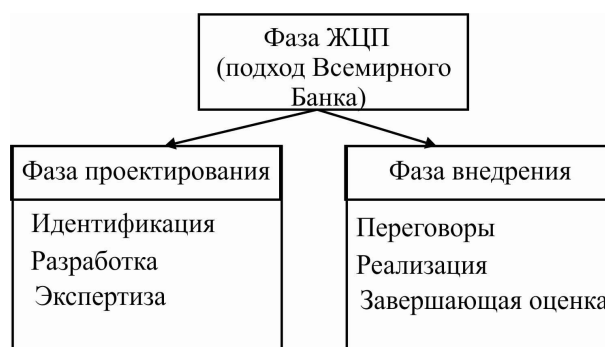 Фаза ЖЦП
(подход Всемирного
Банка)
Фаза проектирования
Идентификация
Разработка
Экспертиза
Фаза внедрения
Переговоры
Реализация
Завершающая оценка